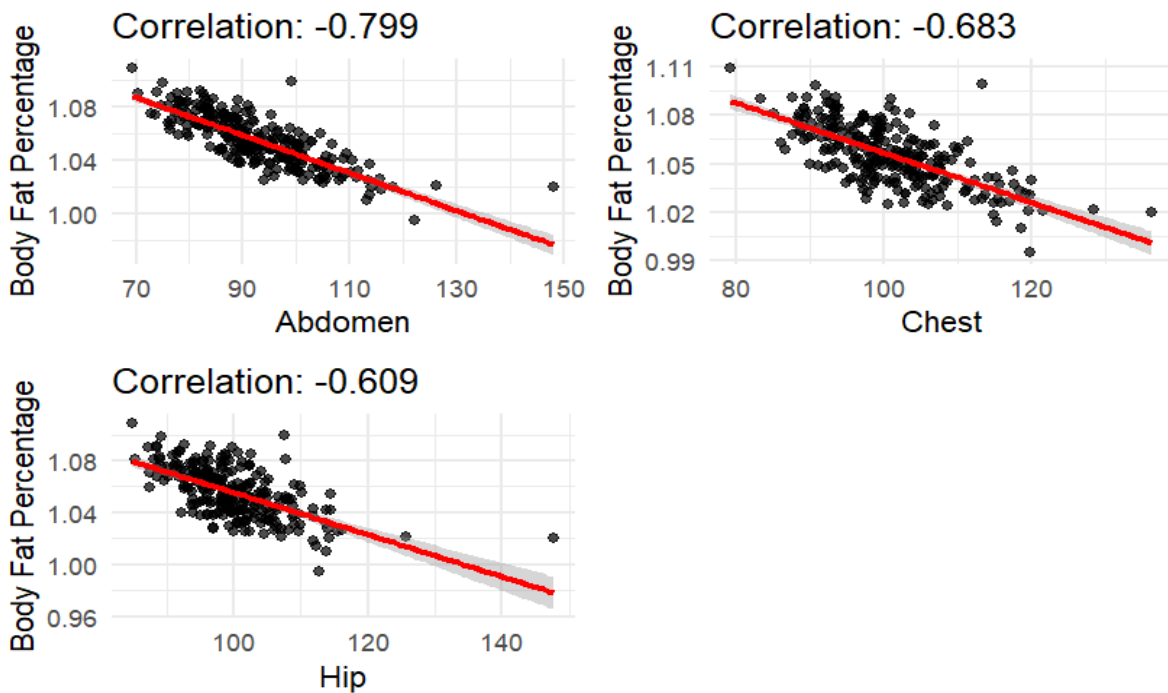 Correlation: -0.799
Body Fat Percentage
1.08
1.04
1.00
70 90 110 130 150
Abdomen
Correlation: -0.683
Body Fat Percentage
1.11
1.08
1.05
1.02
0.99
80 100 120
Chest
Correlation: -0.609
Body Fat Percentage
1.08
1.04
1.00
0.96
100 120 140
Hip